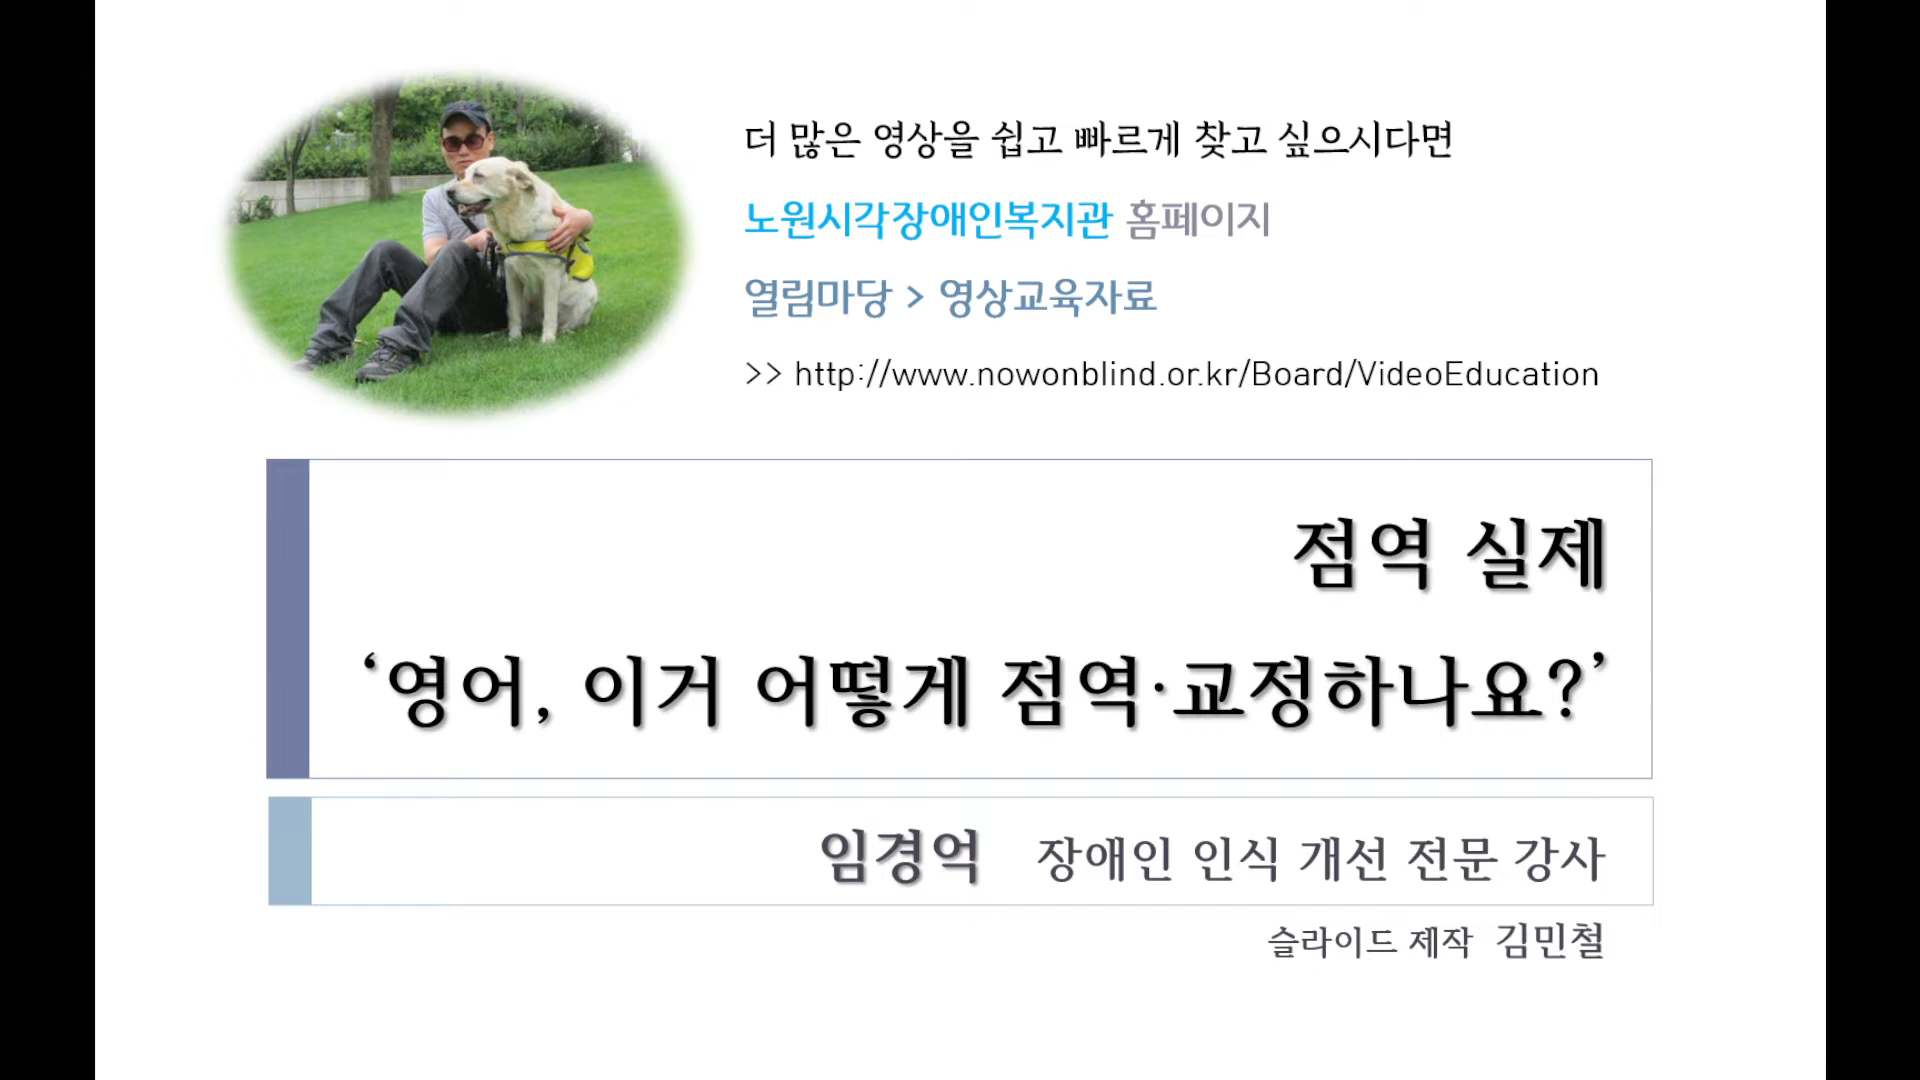 더 많은 영상을 쉽고 빠르게 찾고 싶으시다면
노원시각장애인복지관 홈페이지
열림마당 > 영상교육자료
>> http://www.nowonblind.or.kr/Board/VideoEducation
점역 실제
‘영어, 이거 어떻게 점역·교정하나요?’
임경억 장애인 인식 개선 전문 강사
슬라이드 제작 김민철